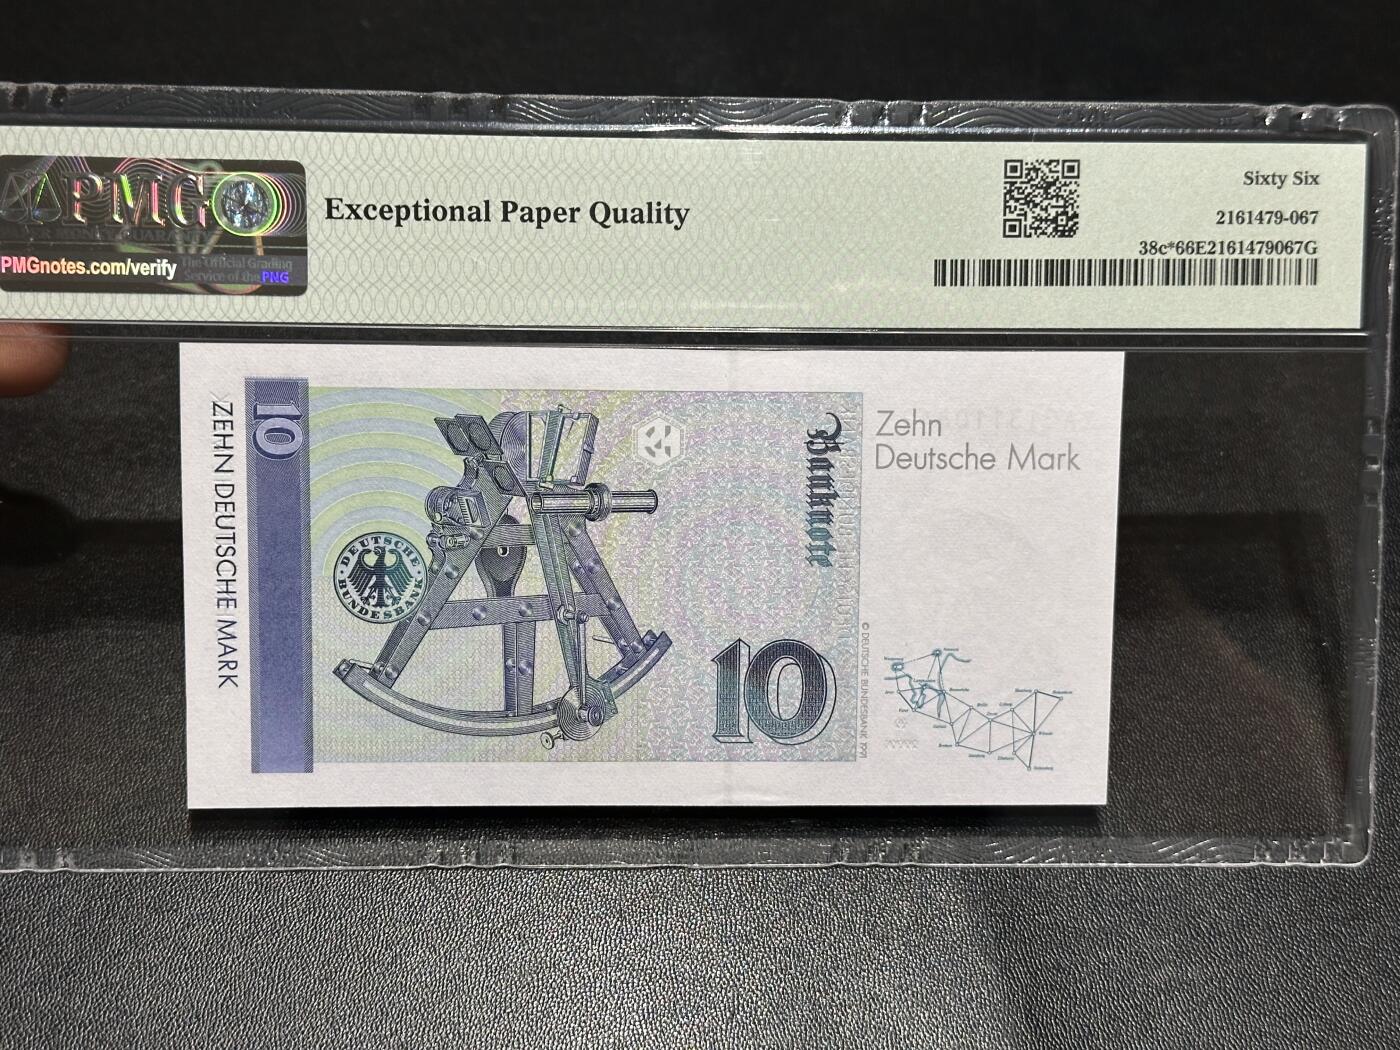 PMG
PMGnotes.com/verify
The Official Grading
Service of the PNG
Exceptional Paper Quality
Sixty Six
2161479-067
38c*66E2161479067G
10
ZEHN DEUTSCHE MARK
DEUTSCHE
BUNDESBANK
Banknote
10
© DEUTSCHE BUNDESBANK 1991
Zehn
Deutsche Mark